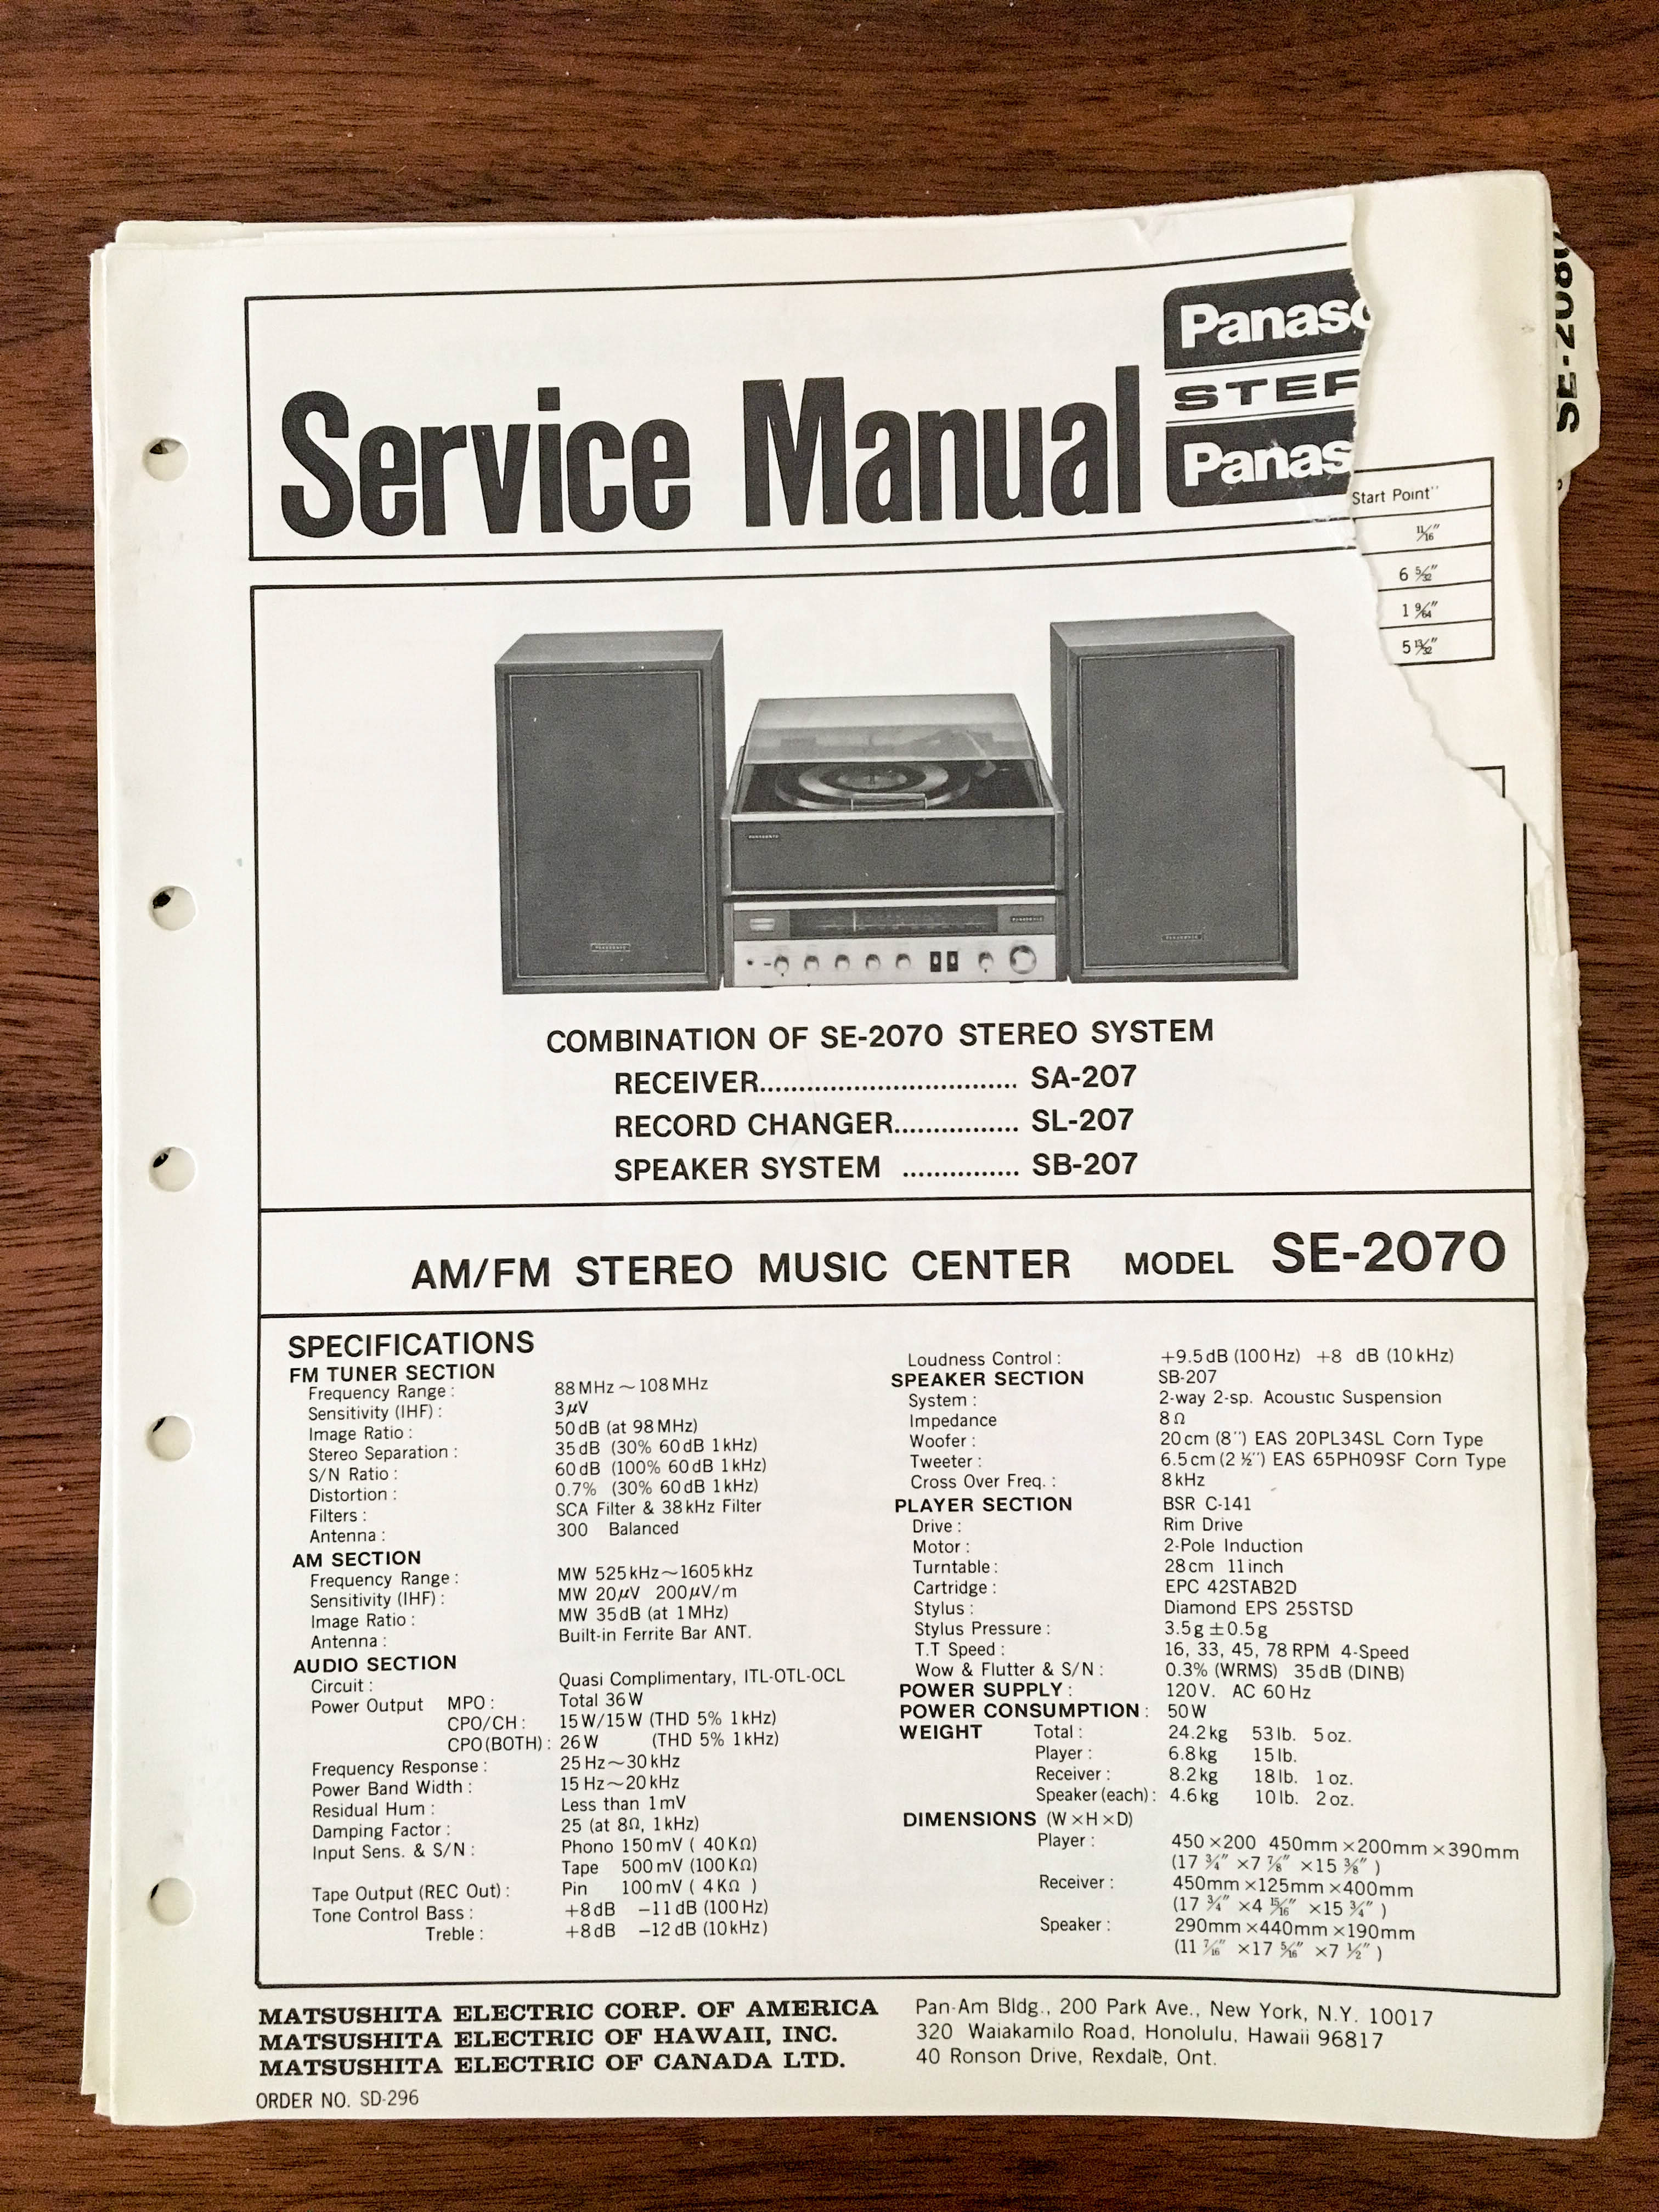 Service Manual
Panaso
STER
Panas
SE-2080
Start Point"
11/16"
6 5/32"
1 9/64"
5 13/32"
Panasonic
COMBINATION OF SE-2070 STEREO SYSTEM
RECEIVER................................ SA-207
RECORD CHANGER................ SL-207
SPEAKER SYSTEM ............... SB-207
AM/FM STEREO MUSIC CENTER MODEL SE-2070
SPECIFICATIONS
FM TUNER SECTION
Frequency Range : 88 MHz ~ 108 MHz
Sensitivity (IHF) : 3 μV
Image Ratio : 50 dB (at 98 MHz)
Stereo Separation : 35 dB (30% 60 dB 1 kHz)
S/N Ratio : 60 dB (100% 60 dB 1 kHz)
Distortion : 0.7% (30% 60 dB 1 kHz)
Filters : SCA Filter & 38 kHz Filter
Antenna : 300 Balanced
AM SECTION
Frequency Range : MW 525 kHz~1605 kHz
Sensitivity (IHF) : MW 20 μV 200 μV/m
Image Ratio : MW 35 dB (at 1 MHz)
Antenna : Built-in Ferrite Bar ANT.
AUDIO SECTION
Circuit : Quasi Complimentary, ITL-OTL-OCL
Power Output MPO : Total 36 W
CPO/CH : 15 W/15 W (THD 5% 1 kHz)
CPO (BOTH) : 26 W (THD 5% 1 kHz)
Frequency Response : 25 Hz~30 kHz
Power Band Width : 15 Hz~20 kHz
Residual Hum : Less than 1 mV
Damping Factor : 25 (at 8Ω, 1 kHz)
Input Sens. & S/N : Phono 150 mV ( 40 KΩ)
Tape 500 mV (100 KΩ)
Tape Output (REC Out) : Pin 100 mV ( 4 KΩ )
Tone Control Bass : +8 dB −11 dB (100 Hz)
Treble : +8 dB −12 dB (10 kHz)
Loudness Control : +9.5 dB (100 Hz) +8 dB (10 kHz)
SPEAKER SECTION SB-207
System : 2-way 2-sp. Acoustic Suspension
Impedance 8 Ω
Woofer : 20 cm (8") EAS 20PL34SL Corn Type
Tweeter : 6.5 cm (2 ½") EAS 65PH09SF Corn Type
Cross Over Freq. : 8 kHz
PLAYER SECTION BSR C-141
Drive : Rim Drive
Motor : 2-Pole Induction
Turntable : 28 cm 11 inch
Cartridge : EPC 42STAB2D
Stylus : Diamond EPS 25STSD
Stylus Pressure : 3.5 g ±0.5 g
T.T Speed : 16, 33, 45, 78 RPM 4-Speed
Wow & Flutter & S/N : 0.3% (WRMS) 35 dB (DINB)
POWER SUPPLY : 120 V. AC 60 Hz
POWER CONSUMPTION : 50 W
WEIGHT Total : 24.2 kg 53 lb. 5 oz.
Player : 6.8 kg 15 lb.
Receiver : 8.2 kg 18 lb. 1 oz.
Speaker (each) : 4.6 kg 10 lb. 2 oz.
DIMENSIONS (W×H×D)
Player : 450 ×200 450mm ×200mm ×390mm
(17 ¾" ×7 ⅞" ×15 ⅜" )
Receiver : 450mm ×125mm ×400mm
(17 ¾" ×4 15/16" ×15 ¾" )
Speaker : 290mm ×440mm ×190mm
(11 7/16" ×17 5/16" ×7 ½" )
MATSUSHITA ELECTRIC CORP. OF AMERICA Pan-Am Bldg., 200 Park Ave., New York, N.Y. 10017
MATSUSHITA ELECTRIC OF HAWAII, INC. 320 Waiakamilo Road, Honolulu, Hawaii 96817
MATSUSHITA ELECTRIC OF CANADA LTD. 40 Ronson Drive, Rexdale, Ont.
ORDER NO. SD-296